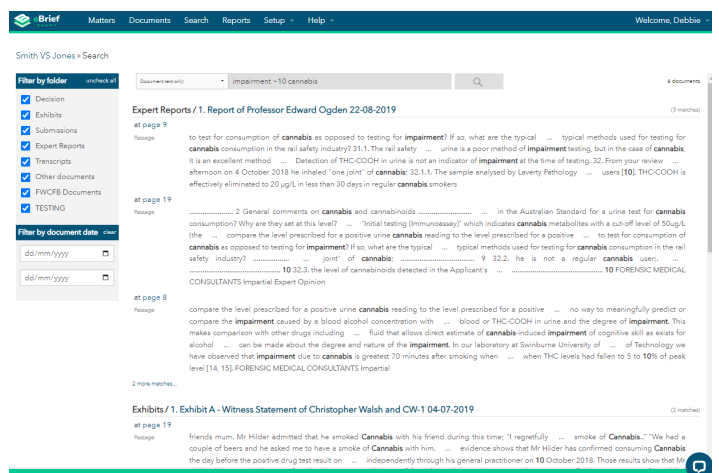 eBrief
READY
Matters
Documents
Search
Reports
Setup
Help
Welcome, Debbie
Smith VS Jones » Search
Filter by folder
uncheck all
Decision
Exhibits
Submissions
Expert Reports
Transcripts
Other documents
FWCFB Documents
TESTING
Filter by document date
clear
dd/mm/yyyy
dd/mm/yyyy
Document text only
impairment ~10 cannabis
6 documents
Expert Reports / 1. Report of Professor Edward Ogden 22-08-2019
(5 matches)
at page 9
Passage
to test for consumption of cannabis as opposed to testing for impairment? If so, what are the typical ... typical methods used for testing for
cannabis consumption in the rail safety industry? 31.1. The rail safety ... urine is a poor method of impairment testing, but in the case of cannabis,
it is an excellent method ... Detection of THC-COOH in urine is not an indicator of impairment at the time of testing. 32. From your review ...
afternoon on 4 October 2018 he inhaled `one joint' of cannabis; 32.1.1. The sample analysed by Laverty Pathology ... users [10]. THC-COOH is
effectively eliminated to 20 µg/L in less than 30 days in regular cannabis smokers
at page 19
Passage
.................................... 2 General comments on cannabis and cannabinoids .................................... ... in the Australian Standard for a urine test for cannabis
consumption? Why are they set at this level? ... "Initial testing (Immunoassay)" which indicates cannabis metabolites with a cut-off level of 50ug/L
(the ... compare the level prescribed for a positive urine cannabis reading to the level prescribed for a positive ... to test for consumption of
cannabis as opposed to testing for impairment? If so, what are the typical ... typical methods used for testing for cannabis consumption in the rail
safety industry? .................... ... joint' of cannabis; .................................................... 9 32.2. he is not a regular cannabis user;. ...
.................................................... 10 32.3. the level of cannabinoids detected in the Applicant's ... .................................................... 10 FORENSIC MEDICAL
CONSULTANTS Impartial Expert Opinion
at page 8
Passage
compare the level prescribed for a positive urine cannabis reading to the level prescribed for a positive ... no way to meaningfully predict or
compare the impairment caused by a blood alcohol concentration with ... blood or THC-COOH in urine and the degree of impairment. This
makes comparison with other drugs including ... fluid that allows direct estimate of cannabis-induced impairment of cognitive skill as exists for
alcohol ... can be made about the degree and nature of the impairment. In our laboratory at Swinburne University of ... of Technology we
have observed that impairment due to cannabis is greatest 70 minutes after smoking when ... when THC levels had fallen to 5 to 10% of peak
level [14, 15]. FORENSIC MEDICAL CONSULTANTS Impartial
2 more matches...
Exhibits / 1. Exhibit A - Witness Statement of Christopher Walsh and CW-1 04-07-2019
(2 matches)
at page 19
Passage
friends mum. Mr Hilder admitted that he smoked Cannabis with his friend during this time; "I regretfully ... smoke of Cannabis.." "We had a
couple of beers and he asked me to have a smoke of Cannabis with him. ... evidence shows that Mr Hilder has confirmed consuming Cannabis
the day before the positive drug test result on ... independently through his general practitioner on 10 October 2018. Those results show that Mr